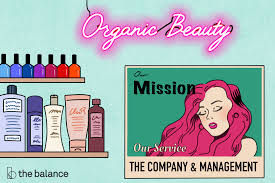 Organic Beauty
Our
Mission
Our Service
THE COMPANY & MANAGEMENT
the balance